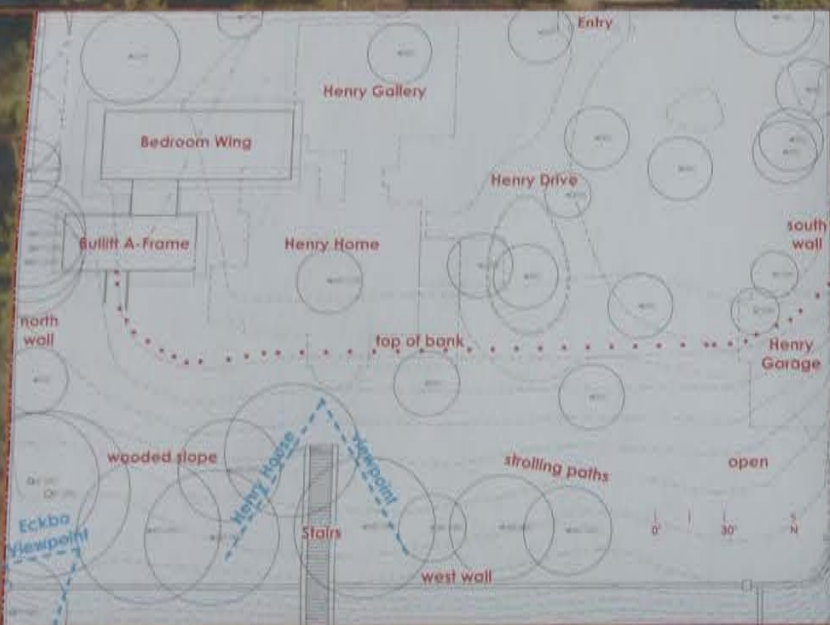 Entry
Henry Gallery
Bedroom Wing
Henry Drive
Bullitt A-Frame
Henry Home
south
wall
north
wall
top of bank
Henry
Garage
wooded slope
Henry House
viewpoint
strolling paths
open
Eckbo
Viewpoint
Stairs
0'
30'
N
west wall